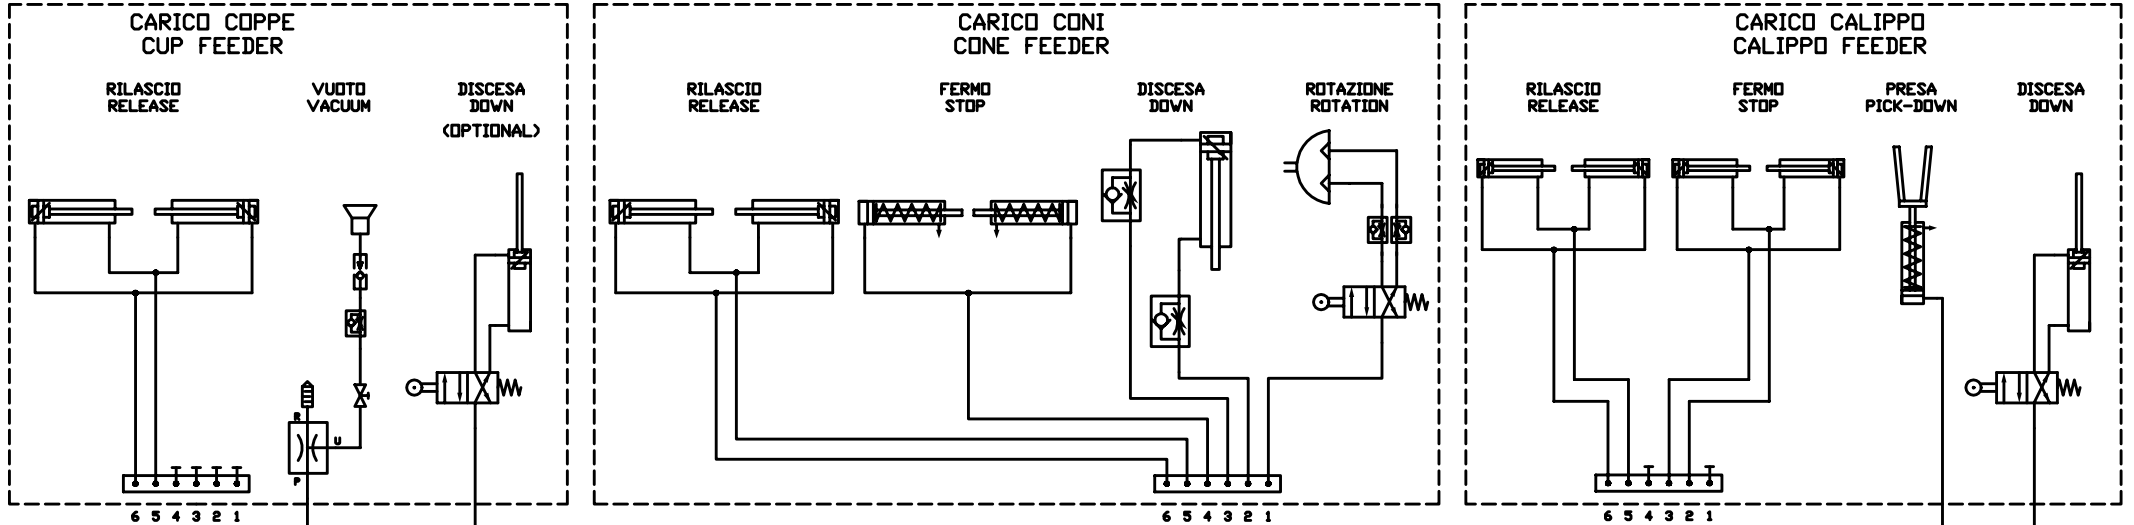 CARICO COPPE
CUP FEEDER
RILASCIO
RELEASE
VUOTO
VACUUM
DISCESA
DOWN
(OPTIONAL)
R
U
P
6 5 4 3 2 1
CARICO CONI
CONE FEEDER
RILASCIO
RELEASE
FERMO
STOP
DISCESA
DOWN
ROTAZIONE
ROTATION
6 5 4 3 2 1
CARICO CALIPPO
CALIPPO FEEDER
RILASCIO
RELEASE
FERMO
STOP
PRESA
PICK-DOWN
DISCESA
DOWN
6 5 4 3 2 1